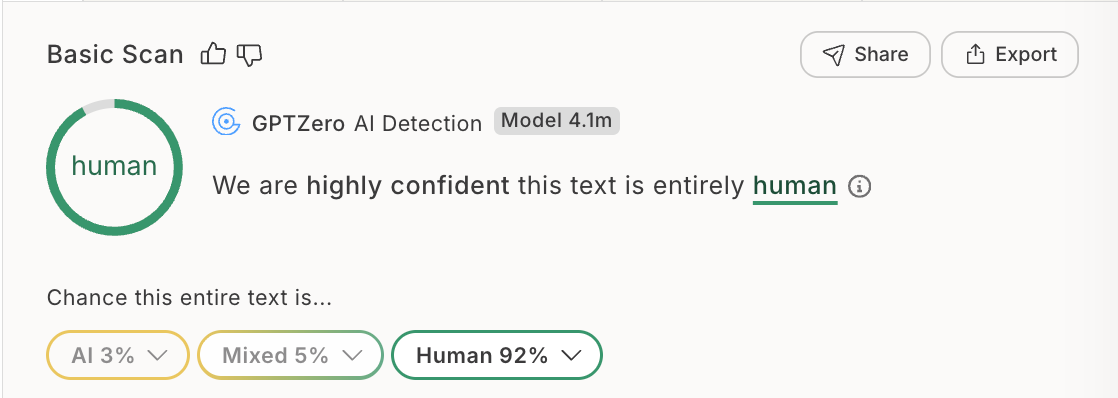 Basic Scan
Share
Export
human
GPTZero AI Detection Model 4.1m
We are highly confident this text is entirely human
Chance this entire text is...
AI 3%
Mixed 5%
Human 92%